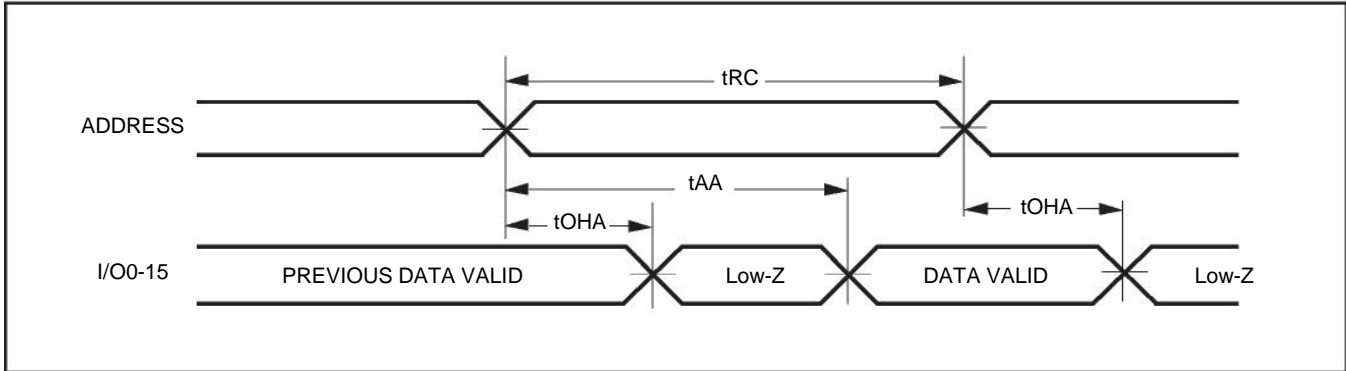 tRC
ADDRESS
tAA
tOHA
tOHA
I/O0-15
PREVIOUS DATA VALID
Low-Z
DATA VALID
Low-Z